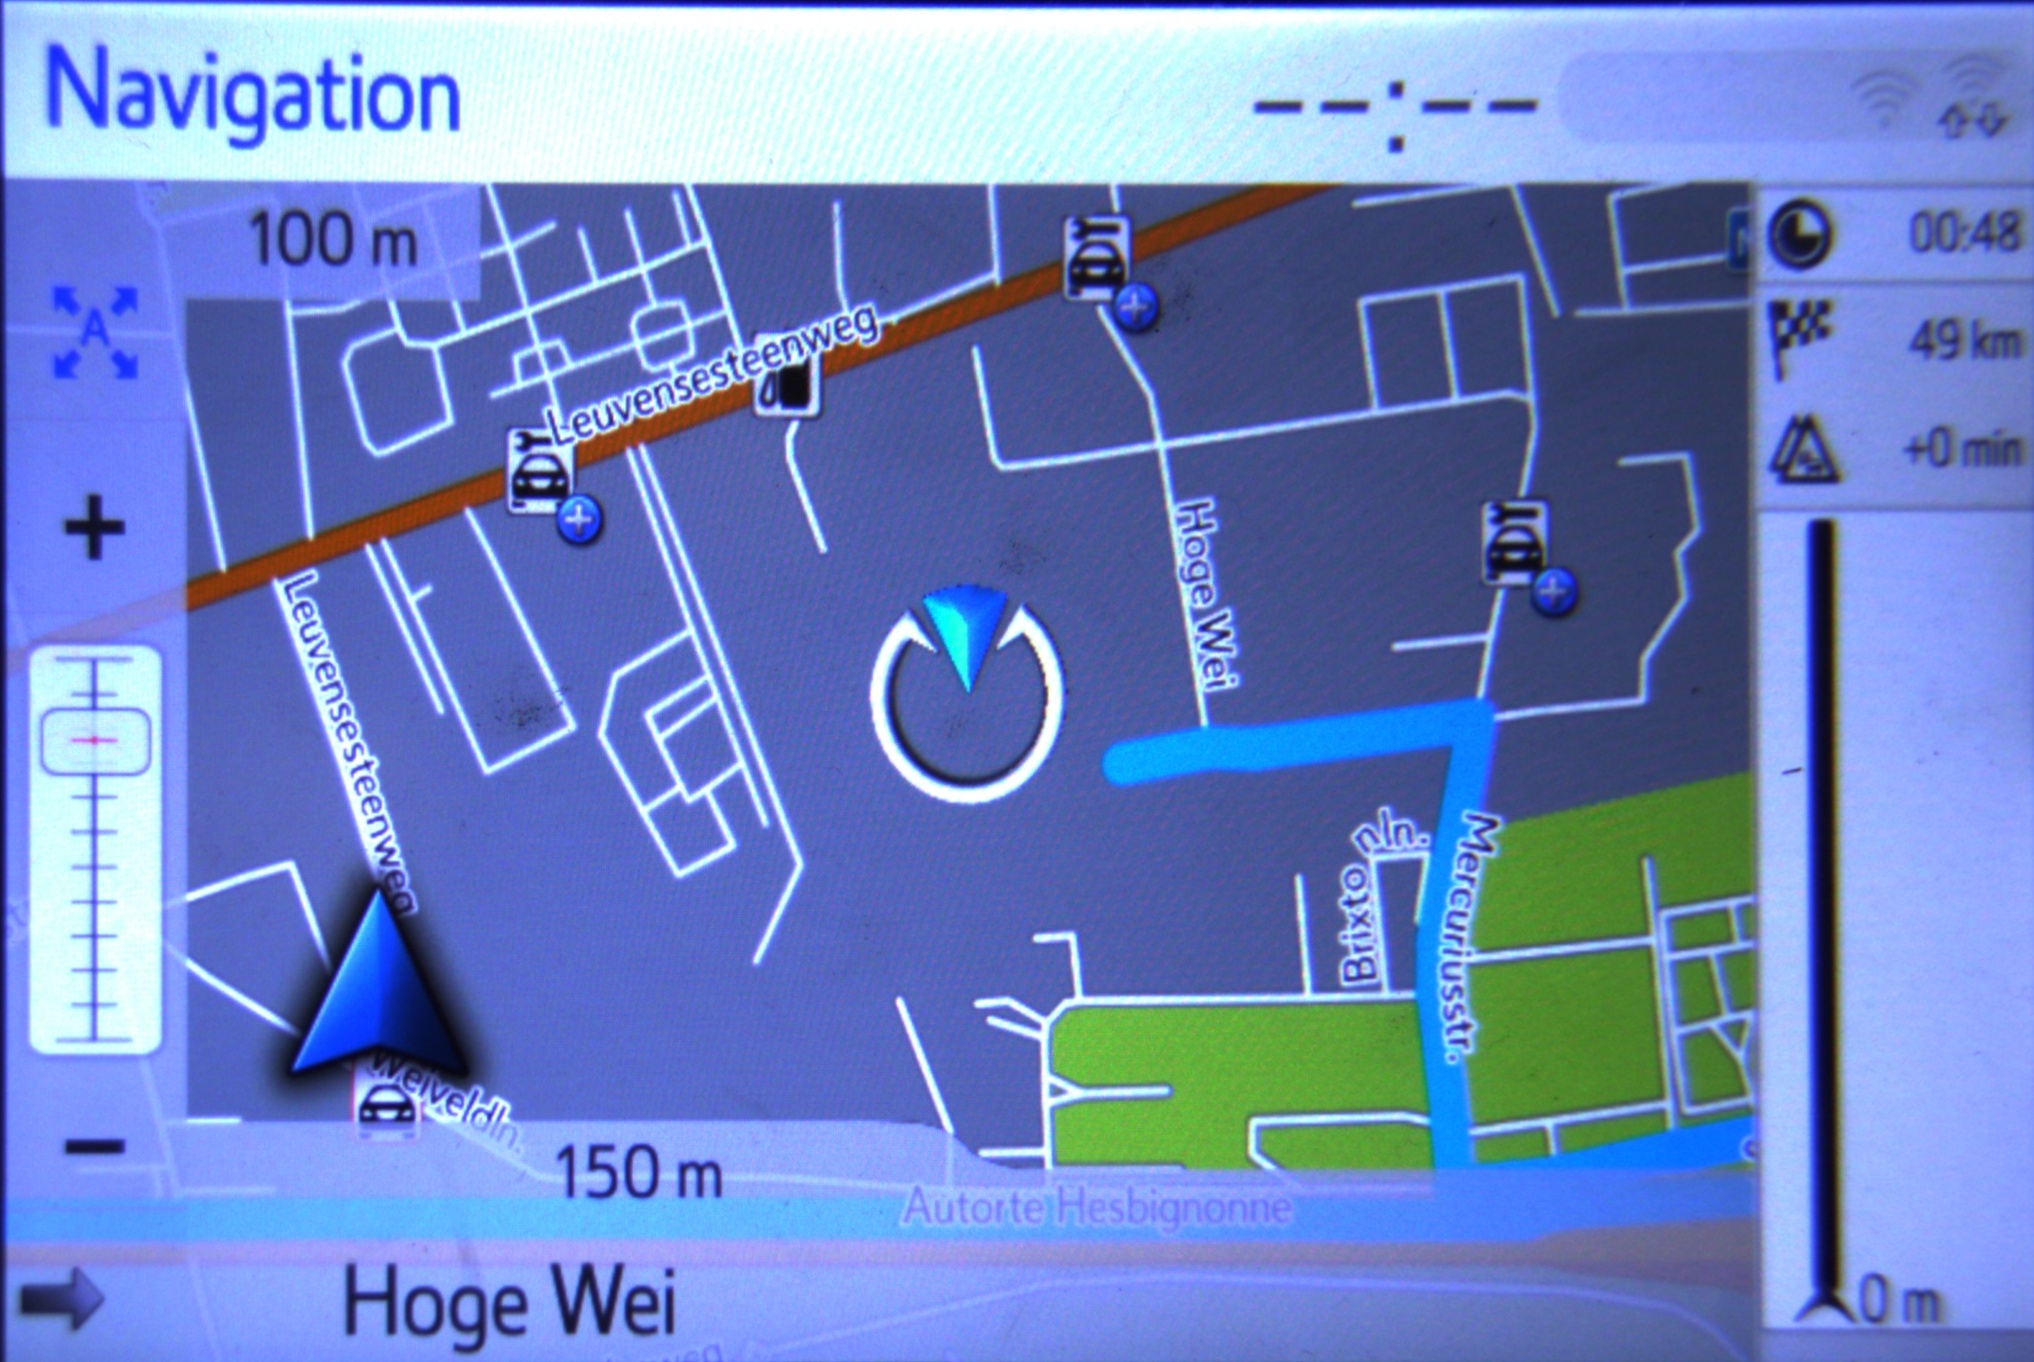 Navigation
--:--
100 m
00:48
A
49 km
+0 min
Leuvensesteenweg
Hoge Wei
Leuvensesteenweg
Brixto
nln.
Mercuriusstr.
Weiveldln.
150 m
Autorte Hesbignonne
Hoge Wei
0 m